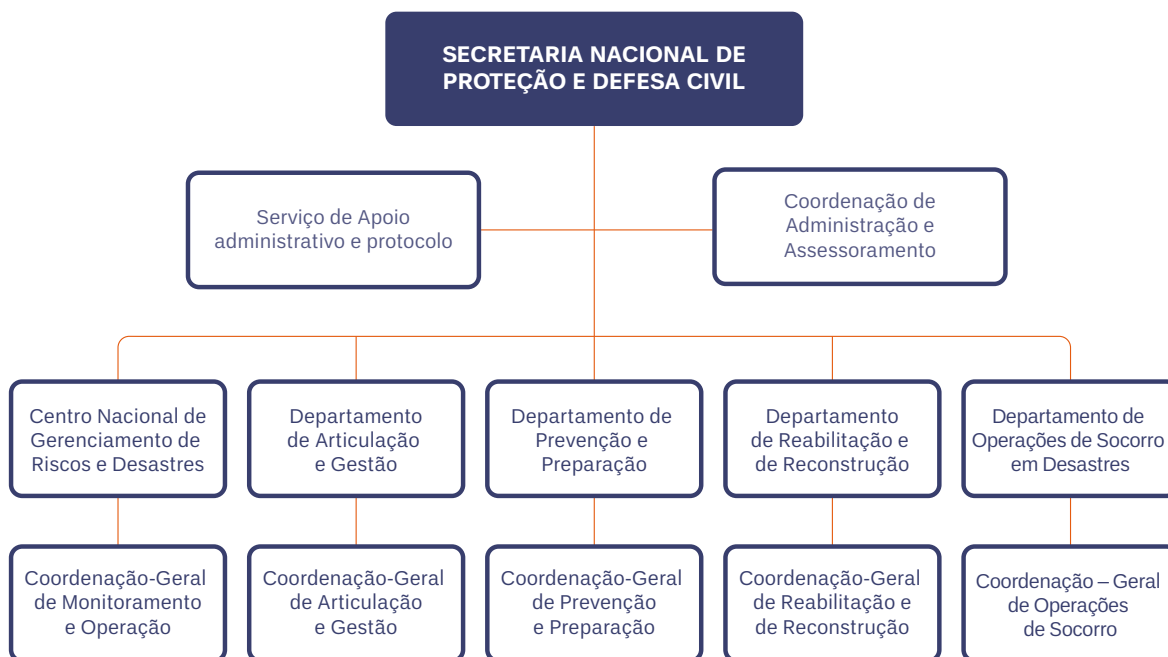 SECRETARIA NACIONAL DE
PROTEÇÃO E DEFESA CIVIL
Serviço de Apoio
administrativo e protocolo
Coordenação de
Administração e
Assessoramento
Centro Nacional de
Gerenciamento de
Riscos e Desastres
Departamento
de Articulação
e Gestão
Departamento de
Prevenção e
Preparação
Departamento
de Reabilitação e
de Reconstrução
Departamento de
Operações de Socorro
em Desastres
Coordenação-Geral
de Monitoramento
e Operação
Coordenação-Geral
de Articulação
e Gestão
Coordenação-Geral
de Prevenção
e Preparação
Coordenação-Geral
de Reabilitação e
de Reconstrução
Coordenação – Geral
de Operações
de Socorro